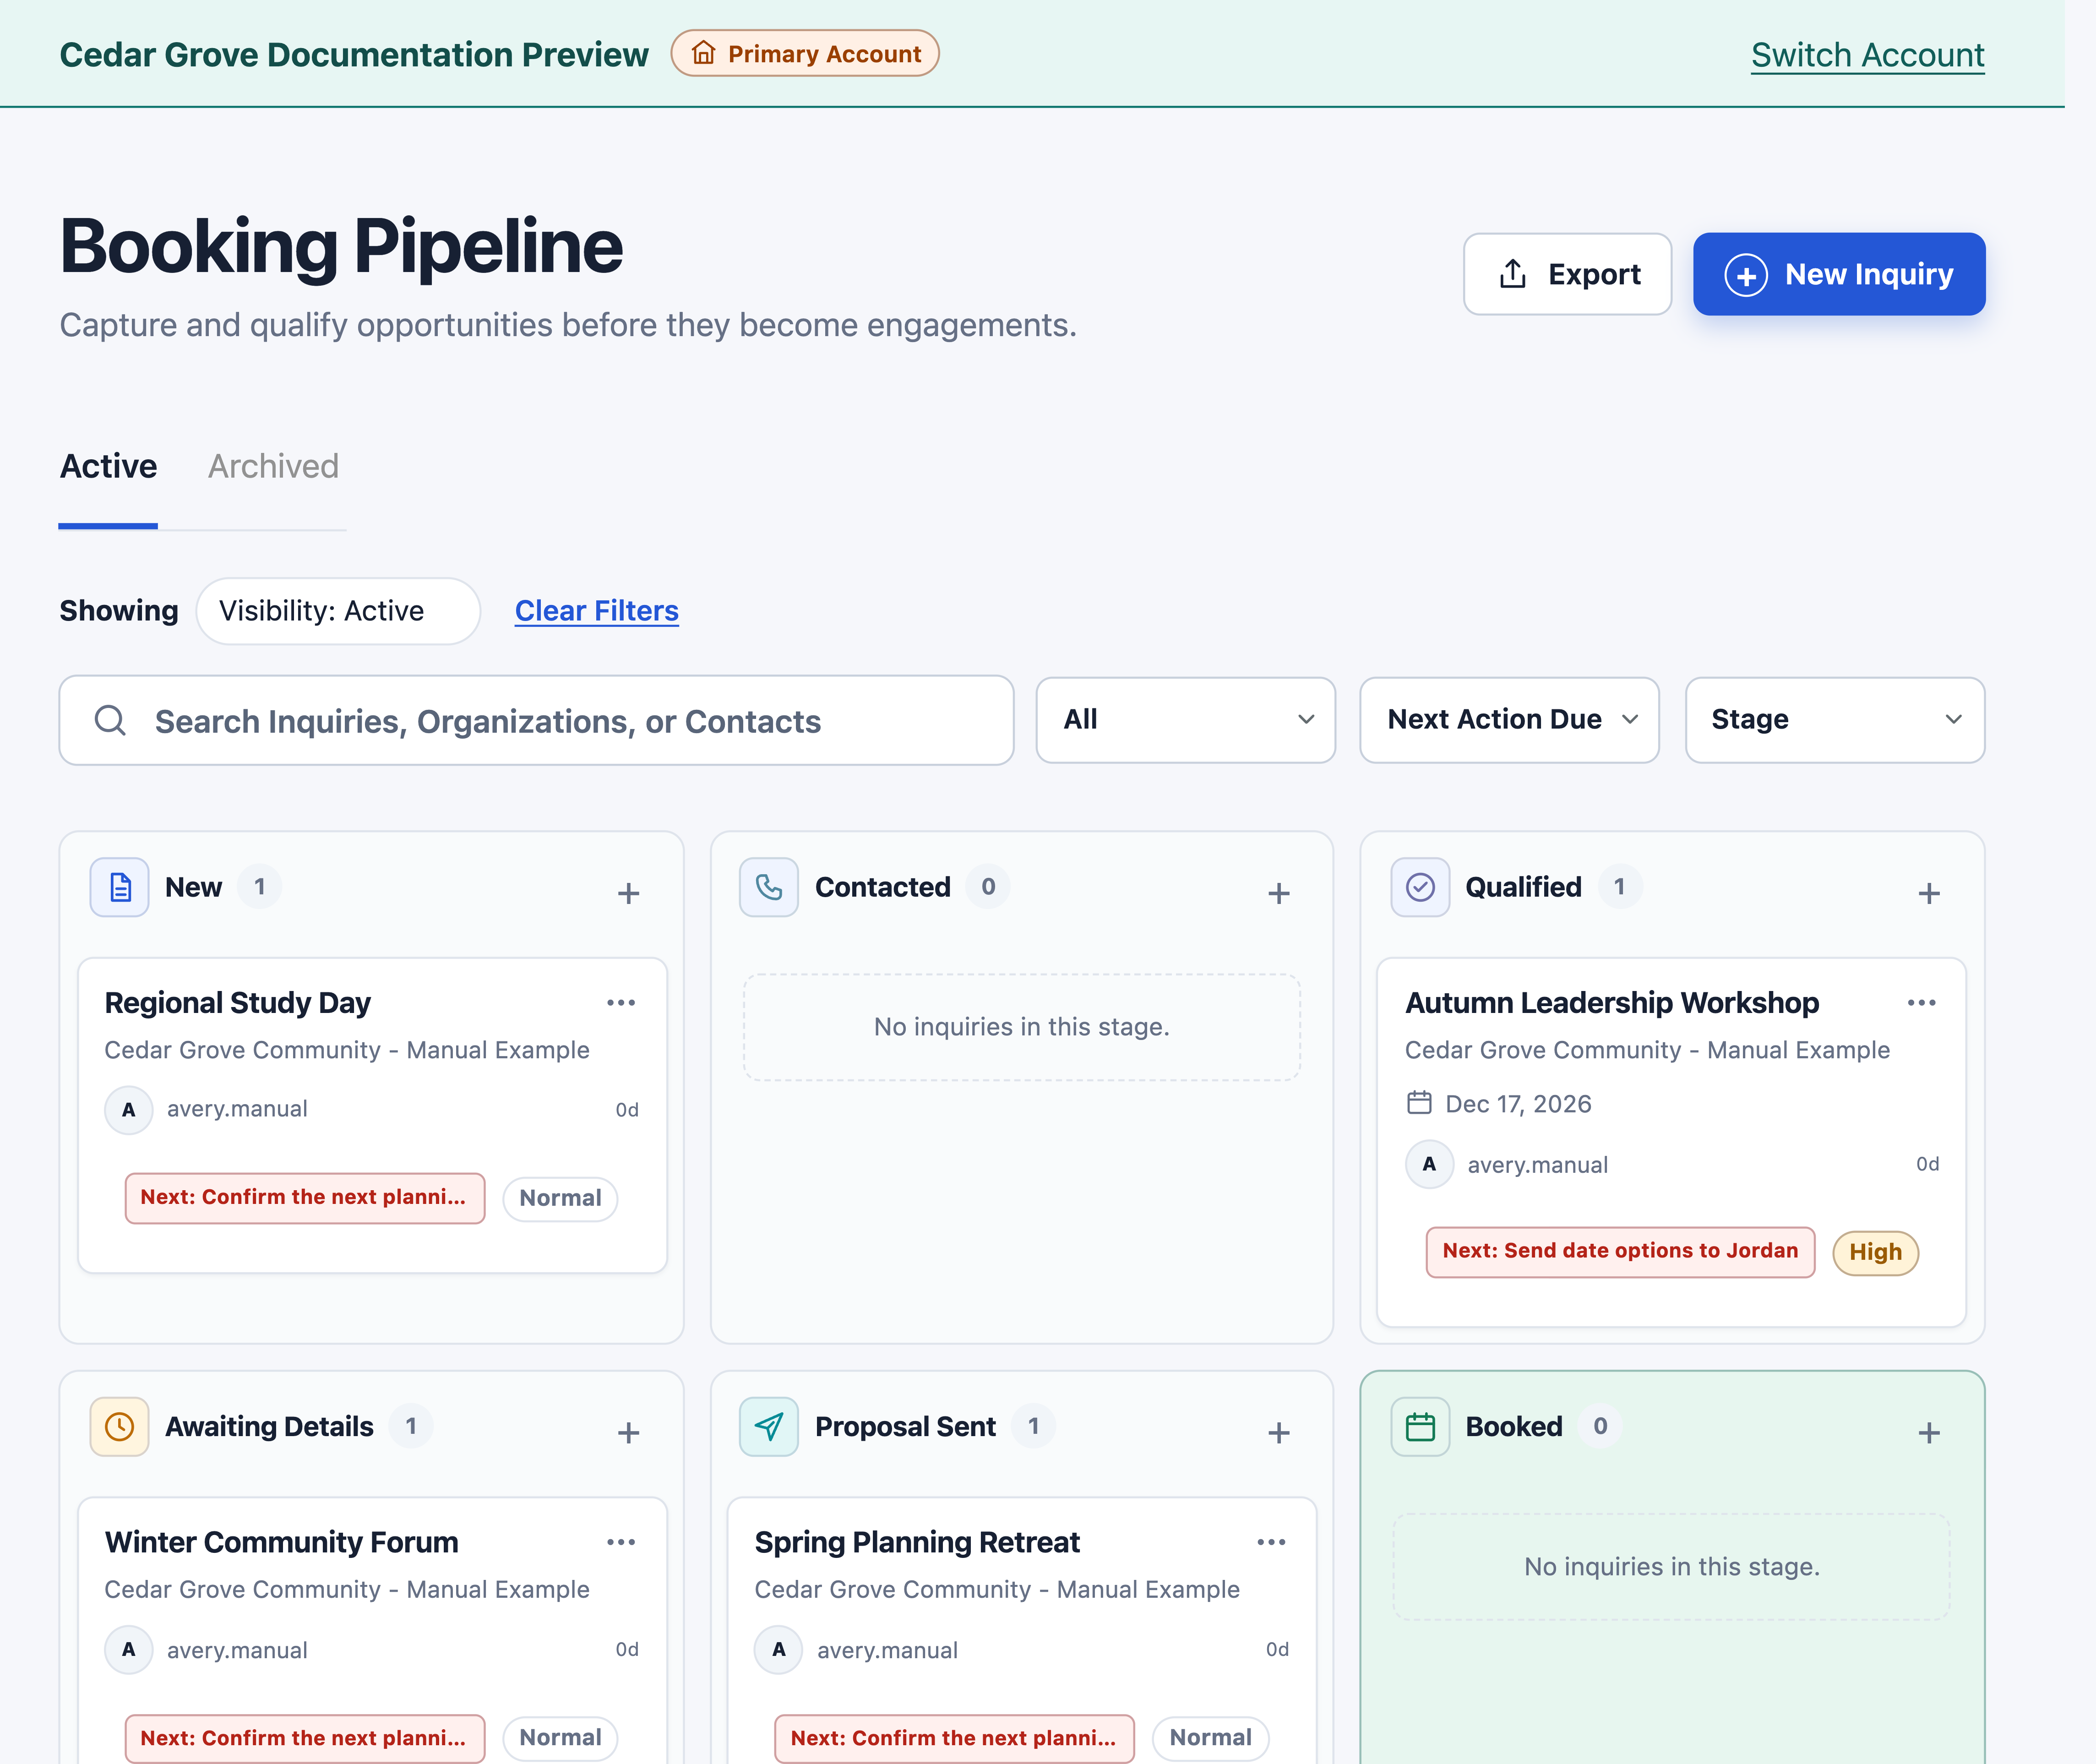 Cedar Grove Documentation Preview
Primary Account
Switch Account
Booking Pipeline
Capture and qualify opportunities before they become engagements.
Export
New Inquiry
Active
Archived
Showing
Visibility: Active
Clear Filters
Search Inquiries, Organizations, or Contacts
All
Next Action Due
Stage
New 1
Regional Study Day
Cedar Grove Community - Manual Example
A avery.manual 0d
Next: Confirm the next planni... Normal
Contacted 0
No inquiries in this stage.
Qualified 1
Autumn Leadership Workshop
Cedar Grove Community - Manual Example
Dec 17, 2026
A avery.manual 0d
Next: Send date options to Jordan High
Awaiting Details 1
Winter Community Forum
Cedar Grove Community - Manual Example
A avery.manual 0d
Next: Confirm the next planni... Normal
Proposal Sent 1
Spring Planning Retreat
Cedar Grove Community - Manual Example
A avery.manual 0d
Next: Confirm the next planni... Normal
Booked 0
No inquiries in this stage.